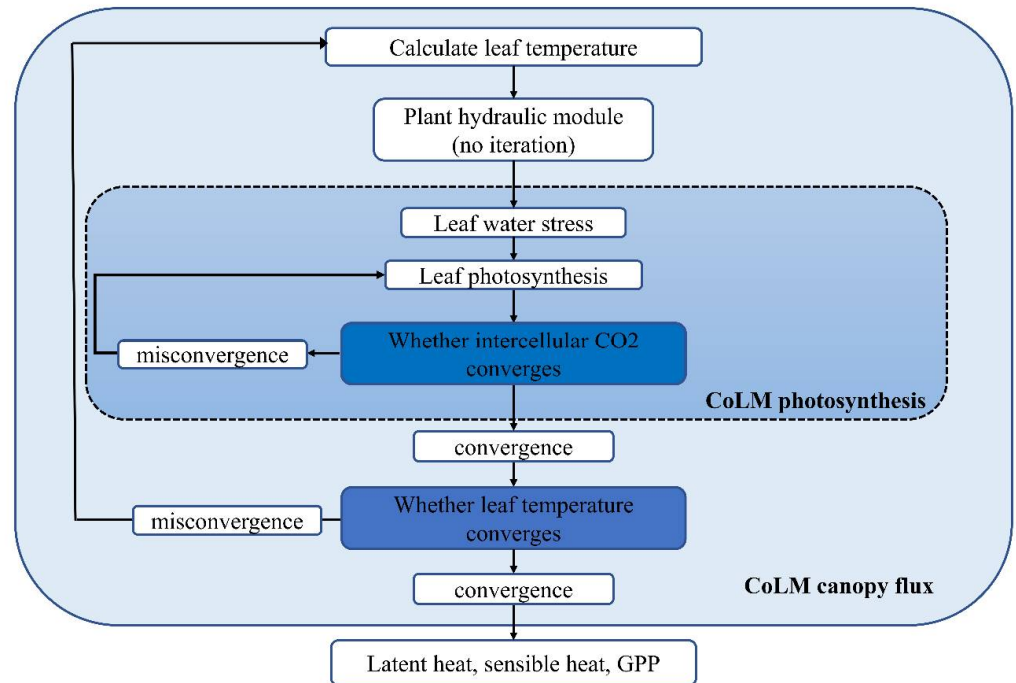 Calculate leaf temperature
Plant hydraulic module
(no iteration)
Leaf water stress
Leaf photosynthesis
Whether intercellular CO2
converges
misconvergence
CoLM photosynthesis
convergence
Whether leaf temperature
converges
misconvergence
convergence
CoLM canopy flux
Latent heat, sensible heat, GPP